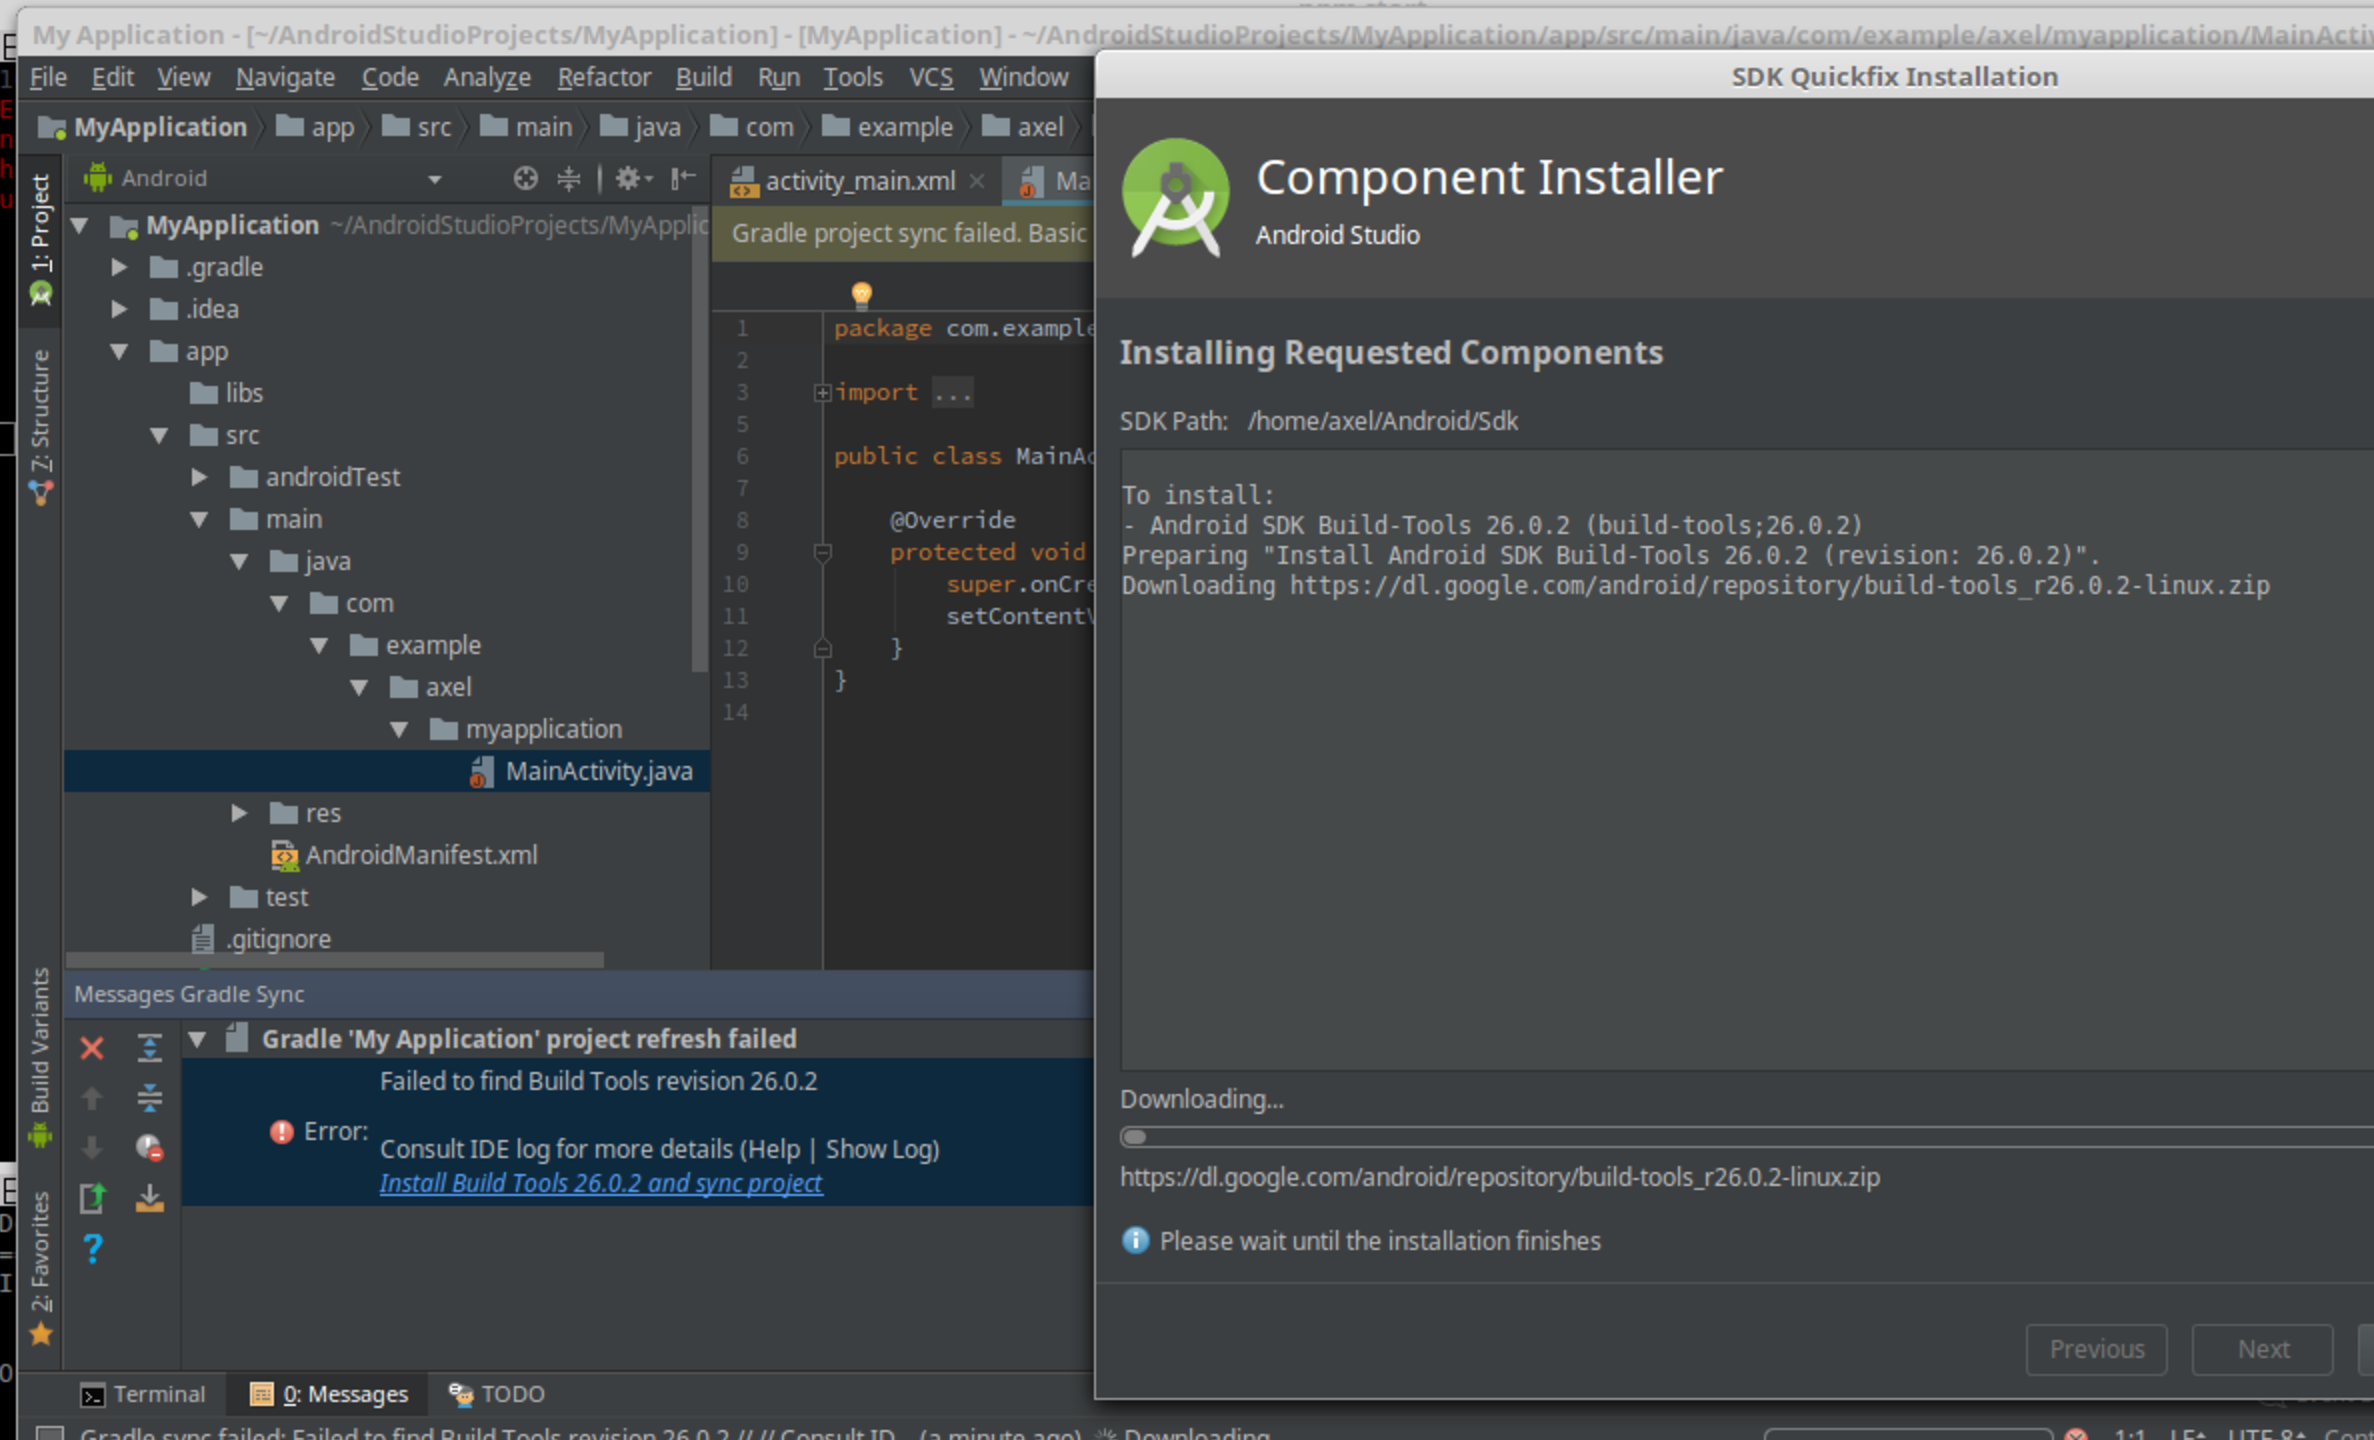 My Application - [~/AndroidStudioProjects/MyApplication] - [MyApplication] - ~/AndroidStudioProjects/MyApplication/app/src/main/java/com/example/axel/myapplication/MainActiv
File Edit View Navigate Code Analyze Refactor Build Run Tools VCS Window
MyApplication app src main java com example axel
1: Project
7: Structure
Build Variants
2: Favorites
Android
MyApplication ~/AndroidStudioProjects/MyApplic
.gradle
.idea
app
libs
src
androidTest
main
java
com
example
axel
myapplication
MainActivity.java
res
AndroidManifest.xml
test
.gitignore
activity_main.xml Ma
Gradle project sync failed. Basic
1 package com.example
2
3 import ...
5
6 public class MainAc
7
8 @Override
9 protected void
10 super.onCre
11 setContentV
12 }
13 }
14
Messages Gradle Sync
Gradle 'My Application' project refresh failed
Failed to find Build Tools revision 26.0.2
Error:
Consult IDE log for more details (Help | Show Log)
Install Build Tools 26.0.2 and sync project
Terminal 0: Messages TODO
Gradle sync failed: Failed to find Build Tools revision 26.0.2 // // Consult ID... (a minute ago) Downloading
1:1 LF UTF-8 Cont
SDK Quickfix Installation
Component Installer
Android Studio
Installing Requested Components
SDK Path: /home/axel/Android/Sdk
To install:
- Android SDK Build-Tools 26.0.2 (build-tools;26.0.2)
Preparing "Install Android SDK Build-Tools 26.0.2 (revision: 26.0.2)".
Downloading https://dl.google.com/android/repository/build-tools_r26.0.2-linux.zip
Downloading...
https://dl.google.com/android/repository/build-tools_r26.0.2-linux.zip
Please wait until the installation finishes
Previous Next